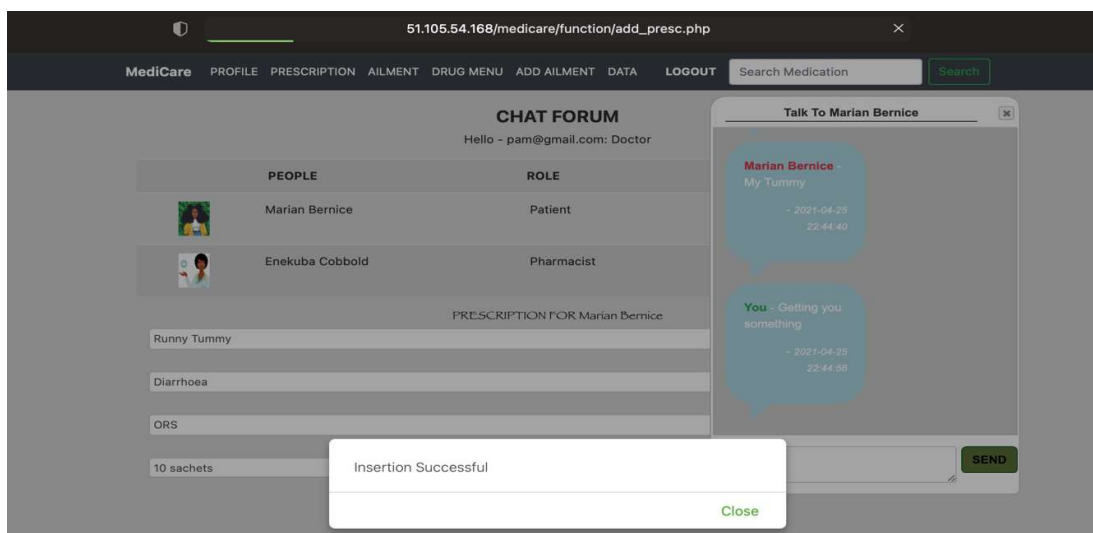 51.105.54.168/medicare/function/add_presc.php
MediCare PROFILE PRESCRIPTION AILMENT DRUG MENU ADD AILMENT DATA LOGOUT Search Medication Search
CHAT FORUM
Hello - pam@gmail.com: Doctor
PEOPLE ROLE
Marian Bernice Patient
Enekuba Cobbold Pharmacist
PRESCRIPTION FOR Marian Bernice
Runny Tummy
Diarrhoea
ORS
10 sachets
Talk To Marian Bernice
Marian Bernice -
My Tummy
- 2021-04-25
22:44:40
You - Getting you
something
- 2021-04-25
22:44:56
SEND
Insertion Successful
Close